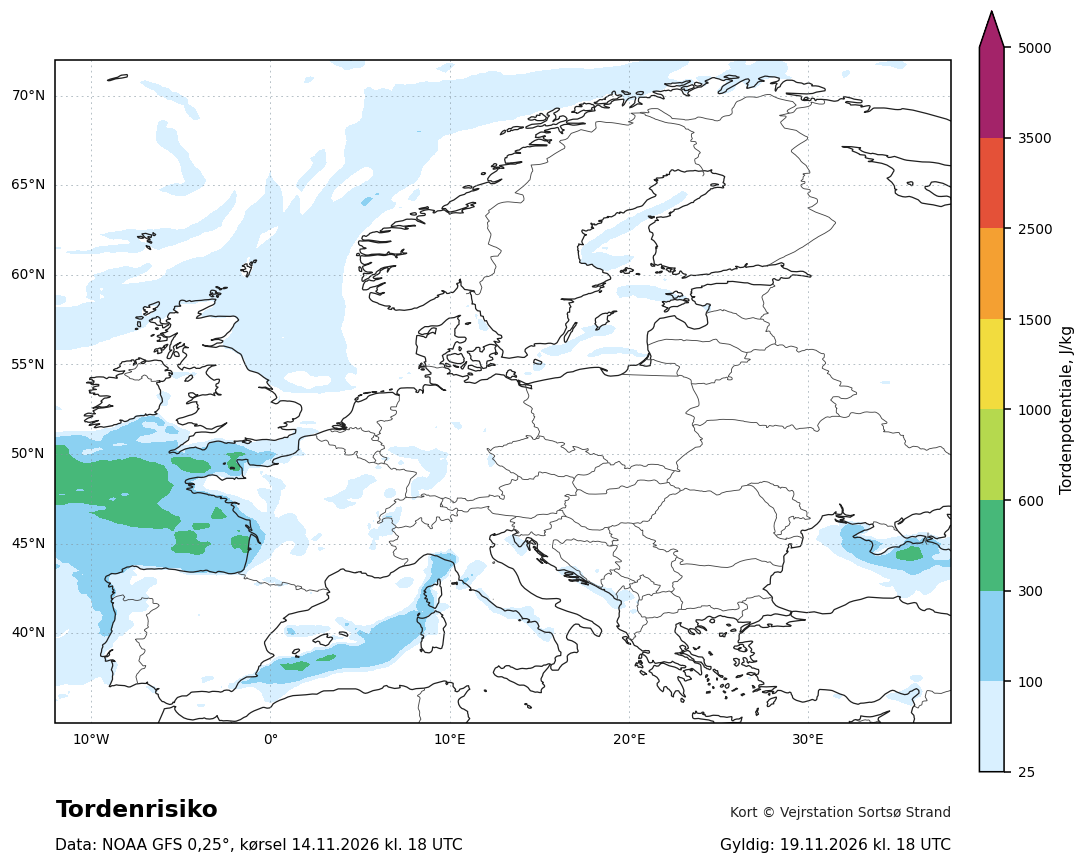 70°N
65°N
60°N
55°N
50°N
45°N
40°N
10°W
0°
10°E
20°E
30°E
5000
3500
2500
1500
1000
600
300
100
25
Tordenpotentiale, J/kg
Tordenrisiko
Kort © Vejrstation Sortsø Strand
Data: NOAA GFS 0,25°, kørsel 14.11.2026 kl. 18 UTC
Gyldig: 19.11.2026 kl. 18 UTC